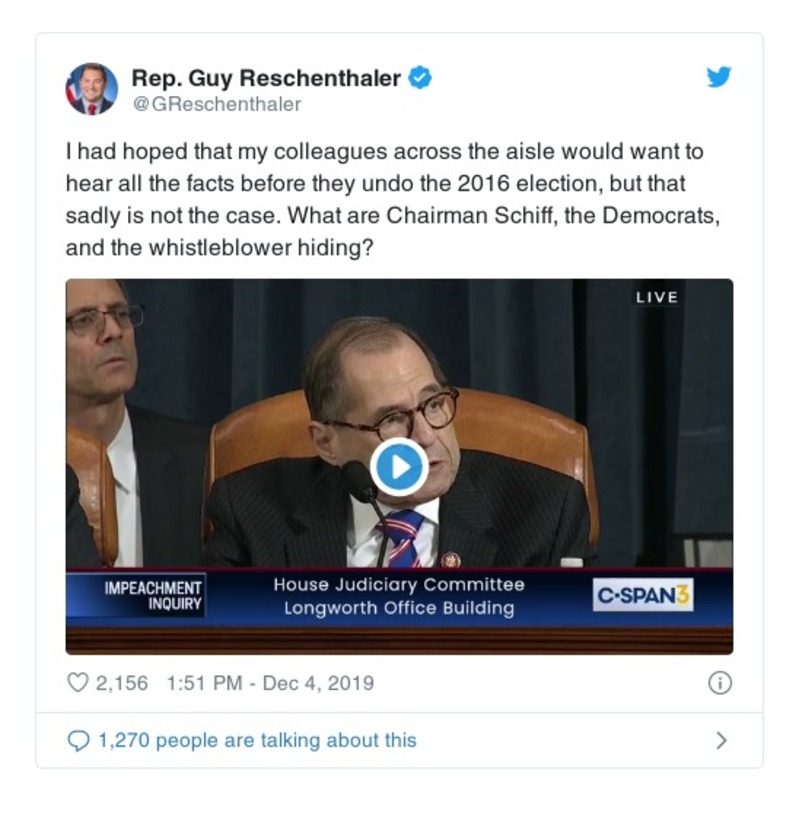 Rep. Guy Reschenthaler
@GReschenthaler
I had hoped that my colleagues across the aisle would want to
hear all the facts before they undo the 2016 election, but that
sadly is not the case. What are Chairman Schiff, the Democrats,
and the whistleblower hiding?
LIVE
IMPEACHMENT
INQUIRY
House Judiciary Committee
Longworth Office Building
C-SPAN3
2,156 1:51 PM - Dec 4, 2019
1,270 people are talking about this